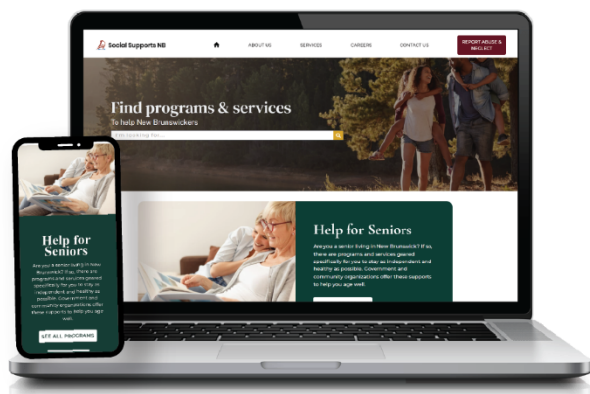 Social Supports NB
ABOUT US
SERVICES
CAREERS
CONTACT US
REPORT ABUSE &
NEGLECT
Find programs & services
To help New Brunswickers
I'm looking for...
Help for Seniors
Are you a senior living in New Brunswick? If so,
there are programs and services geared
specifically for you to stay as independent and
healthy as possible. Government and
community organizations offer these supports
to help you age well.
Help for
Seniors
Are you a senior living in New
Brunswick? If so, there are
programs and services geared
specifically for you to stay as
independent and healthy as
possible. Government and
community organizations offer
these supports to help you age
well.
SEE ALL PROGRAMS